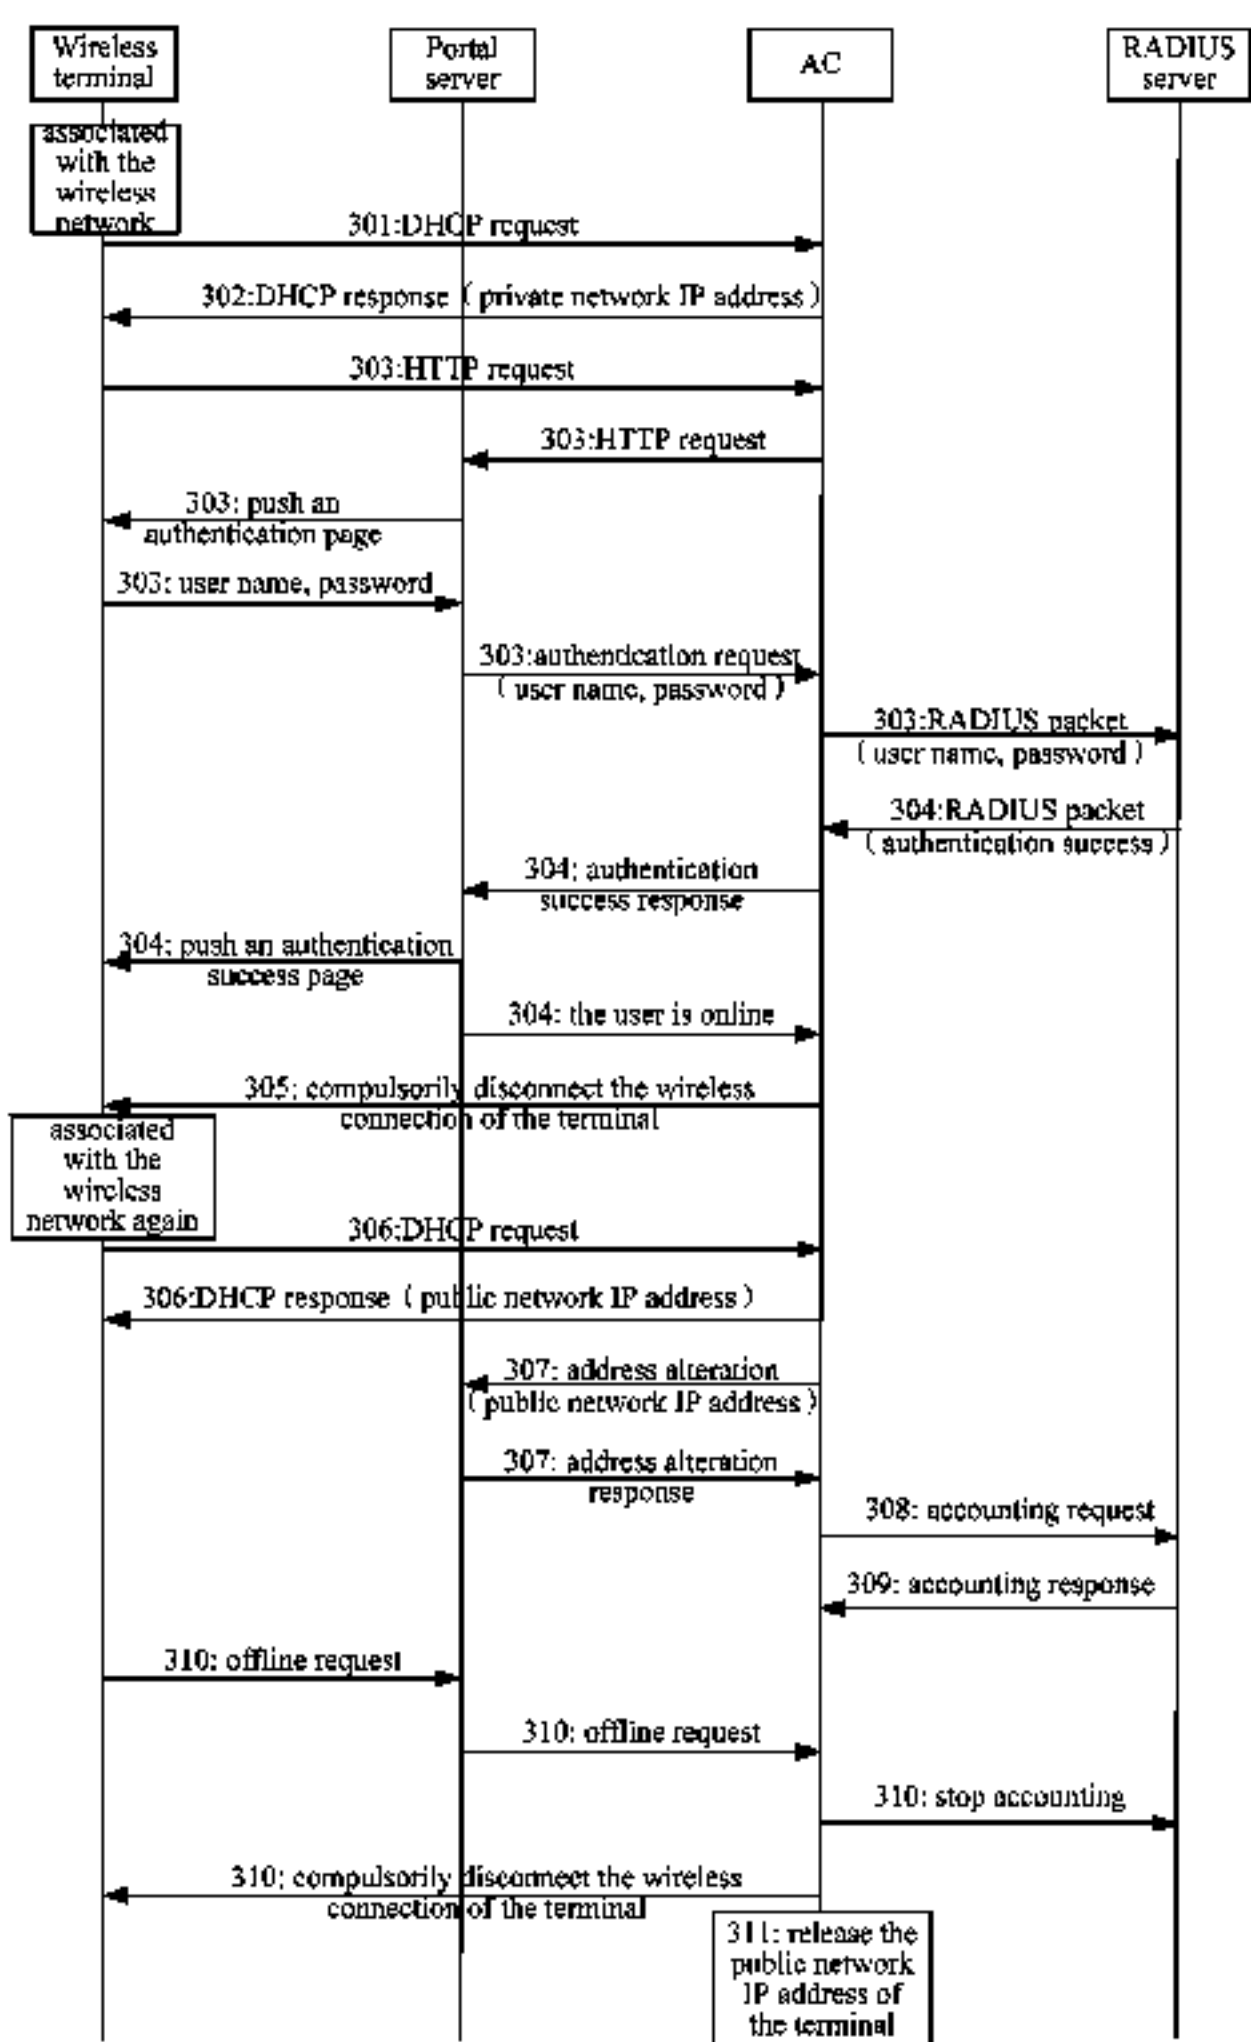 Wireless
terminal
Portal
server
AC
RADIUS
server
associated
with the
wireless
network
301:DHCP request
302:DHCP response ( private network IP address )
303:HTTP request
303:HTTP request
303: push an
authentication page
303: user name, password
303:authentication request
( user name, password )
303:RADIUS packet
( user name, password )
304:RADIUS packet
( authentication success )
304: authentication
success response
304: push an authentication
success page
304: the user is online
305: compulsorily disconnect the wireless
connection of the terminal
associated
with the
wireless
network again
306:DHCP request
306:DHCP response ( public network IP address )
307: address alteration
( public network IP address )
307: address alteration
response
308: accounting request
309: accounting response
310: offline request
310: offline request
310: stop accounting
310: compulsorily disconnect the wireless
connection of the terminal
311: release the
public network
IP address of
the terminal